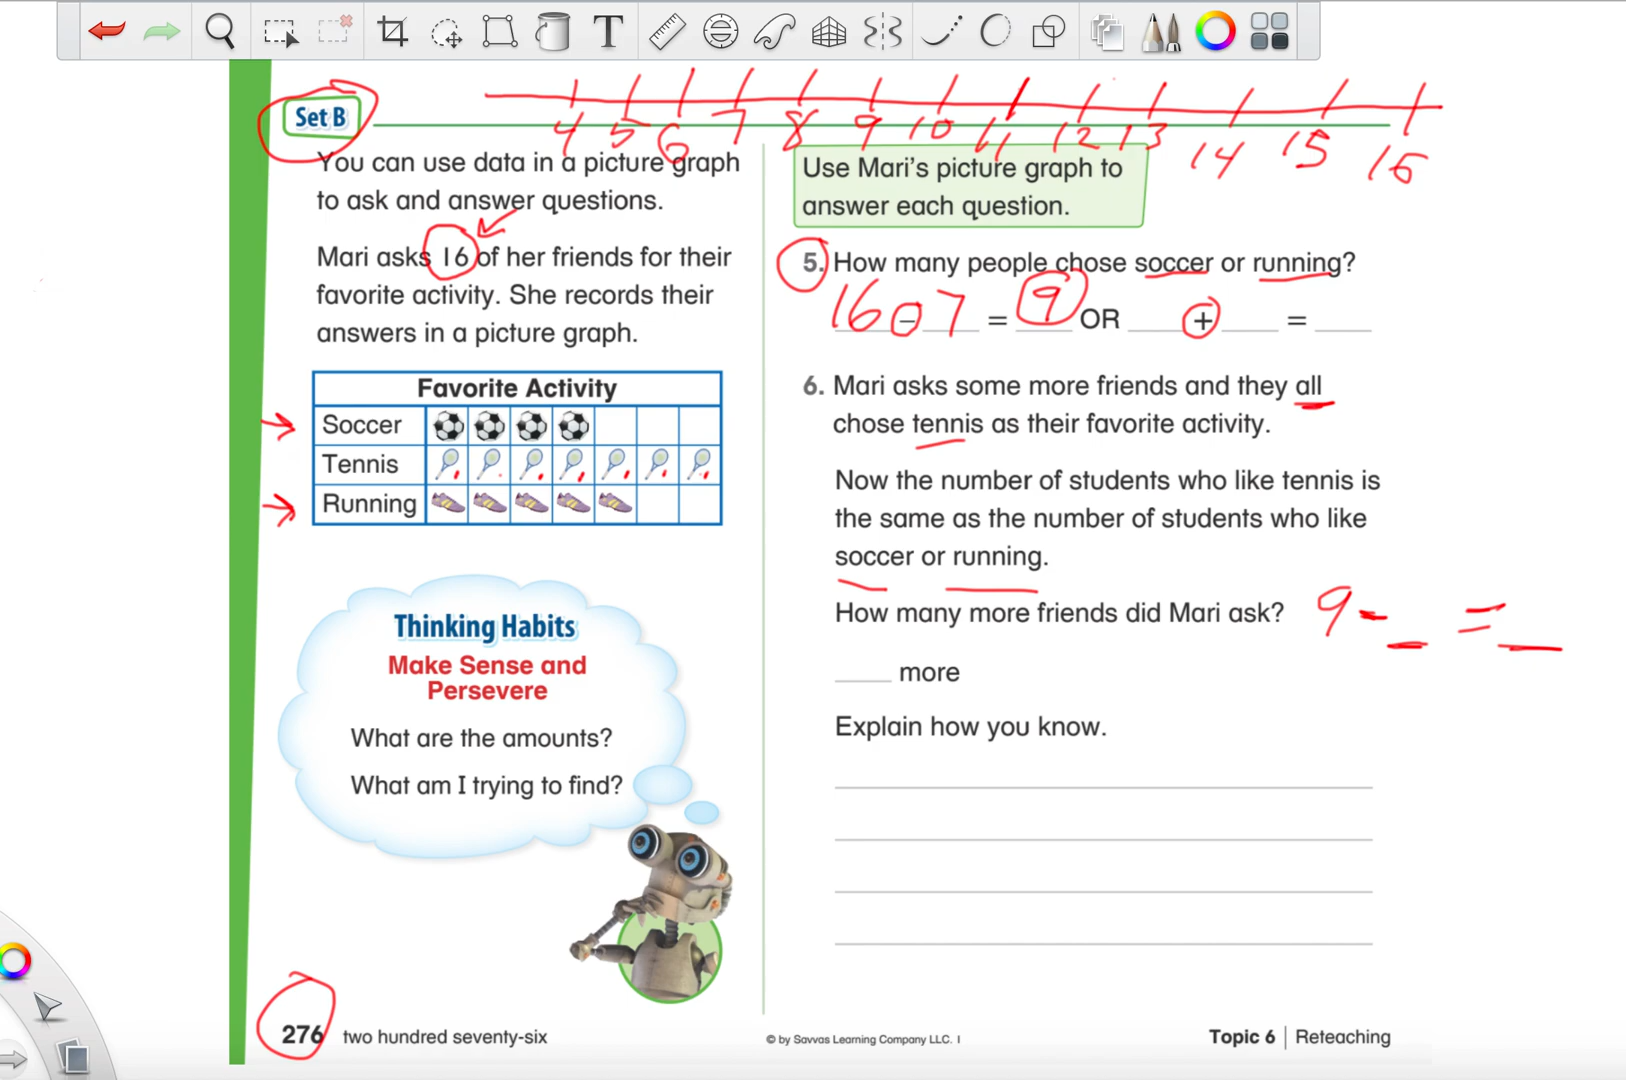 T
4 5 6 7 8 9 10 11 12 13 14 15 16
Set B
You can use data in a picture graph
to ask and answer questions.
Mari asks 16 of her friends for their
favorite activity. She records their
answers in a picture graph.
Favorite Activity
Soccer
Tennis
Running
Thinking Habits
Make Sense and
Persevere
What are the amounts?
What am I trying to find?
Use Mari's picture graph to
answer each question.
5. How many people chose soccer or running?
16 - 7 = 9 OR ____ + ____ = ____
6. Mari asks some more friends and they all
chose tennis as their favorite activity.
Now the number of students who like tennis is
the same as the number of students who like
soccer or running.
How many more friends did Mari ask? 9 - __ = __
____ more
Explain how you know.
276 two hundred seventy-six
© by Savvas Learning Company LLC. 1
Topic 6 | Reteaching